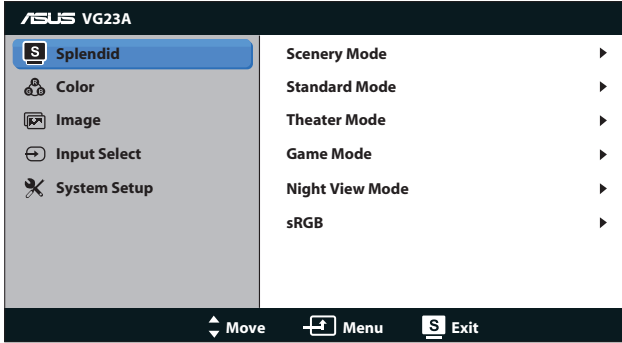 ASUS VG23A
S Splendid
Color
Image
Input Select
System Setup
Scenery Mode
Standard Mode
Theater Mode
Game Mode
Night View Mode
sRGB
Move Menu S Exit